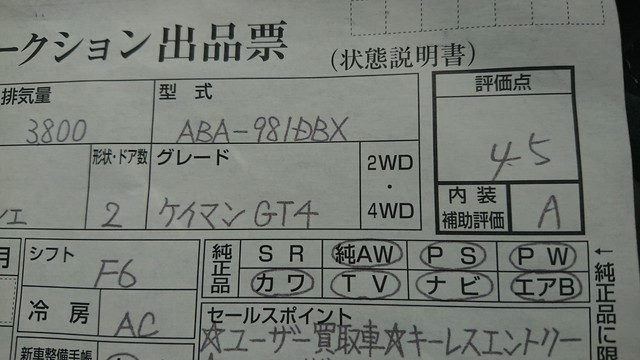 ークション 出品票 (状態説明書)
排気量 型式 評価点
3800 ABA-981DBX 4.5
形状・ドア数 グレード 2WD・4WD 内装補助評価
2 ケイマン GT4 A
シフト 純正品 SR 純AW PS PW
F6 カワ TV ナビ エアB
冷房 AC セールスポイント ←純正品に限
☆ユーザー買取車☆キーレスエントリー
新車整備手帳